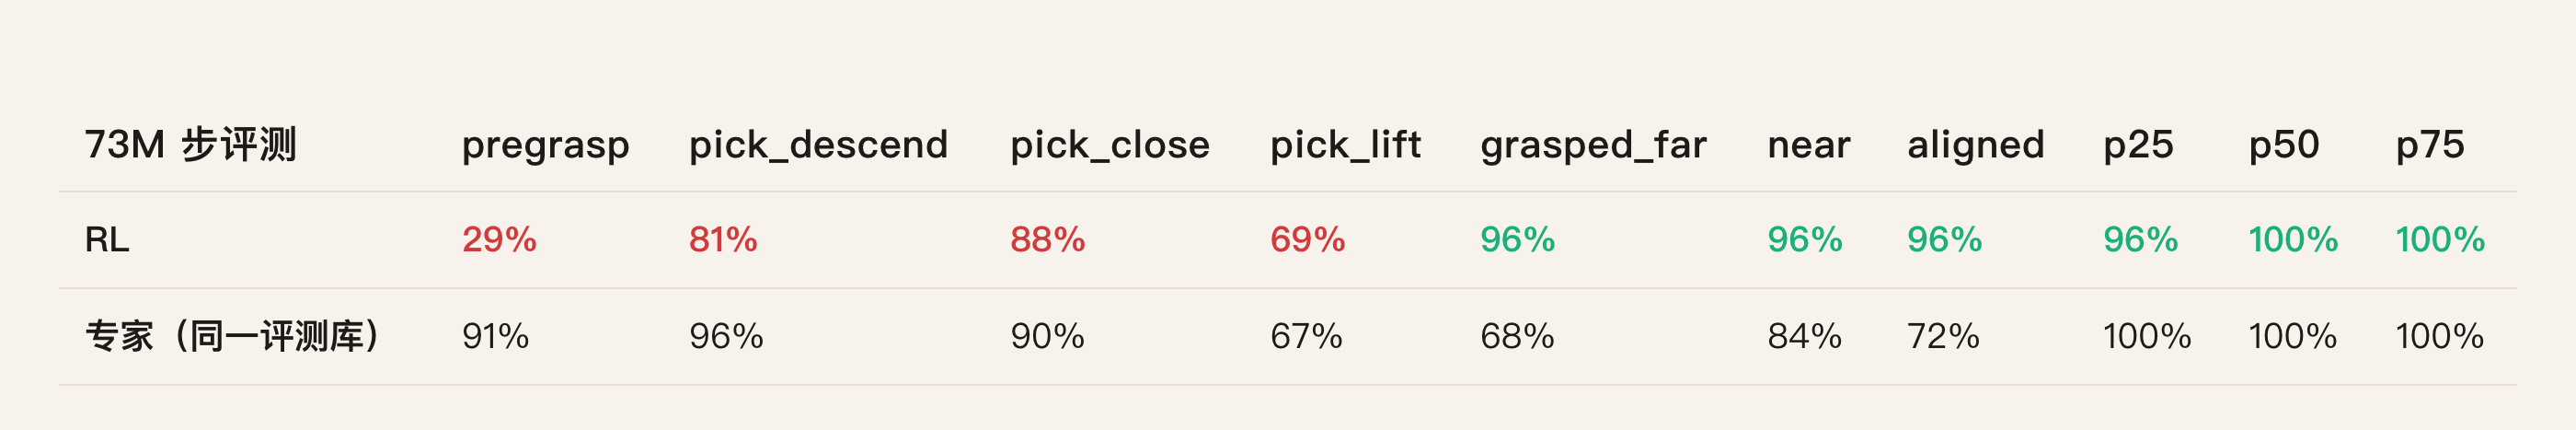 73M 步评测 pregrasp pick_descend pick_close pick_lift grasped_far near aligned p25 p50 p75
RL 29% 81% 88% 69% 96% 96% 96% 96% 100% 100%
专家（同一评测库） 91% 96% 90% 67% 68% 84% 72% 100% 100% 100%